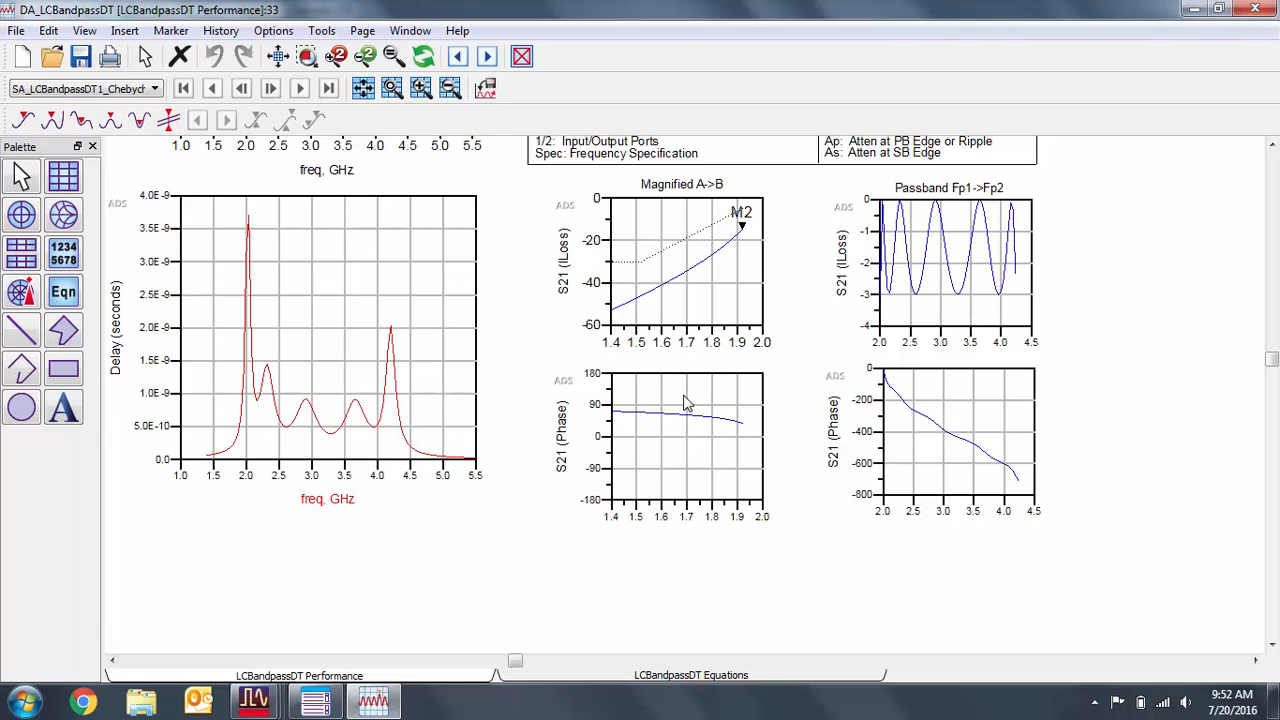 DA_LCBandpassDT [LCBandpassDT Performance]:33
File Edit View Insert Marker History Options Tools Page Window Help
SA_LCBandpassDT1_Chebych
Palette
1234
5678
Eqn
1.0 1.5 2.0 2.5 3.0 3.5 4.0 4.5 5.0 5.5
freq, GHz
1/2: Input/Output Ports
Spec: Frequency Specification
Ap: Atten at PB Edge or Ripple
As: Atten at SB Edge
ADS
4.0E-9
3.5E-9
3.0E-9
2.5E-9
2.0E-9
1.5E-9
1.0E-9
5.0E-10
0.0
Delay (seconds)
1.0 1.5 2.0 2.5 3.0 3.5 4.0 4.5 5.0 5.5
freq, GHz
Magnified A->B
ADS
M2
0
-20
-40
-60
S21 (ILoss)
1.4 1.5 1.6 1.7 1.8 1.9 2.0
Passband Fp1->Fp2
ADS
0
-1
-2
-3
-4
S21 (ILoss)
2.0 2.5 3.0 3.5 4.0 4.5
ADS
180
90
0
-90
-180
S21 (Phase)
1.4 1.5 1.6 1.7 1.8 1.9 2.0
ADS
0
-200
-400
-600
-800
S21 (Phase)
2.0 2.5 3.0 3.5 4.0 4.5
LCBandpassDT Performance
LCBandpassDT Equations
9:52 AM
7/20/2016